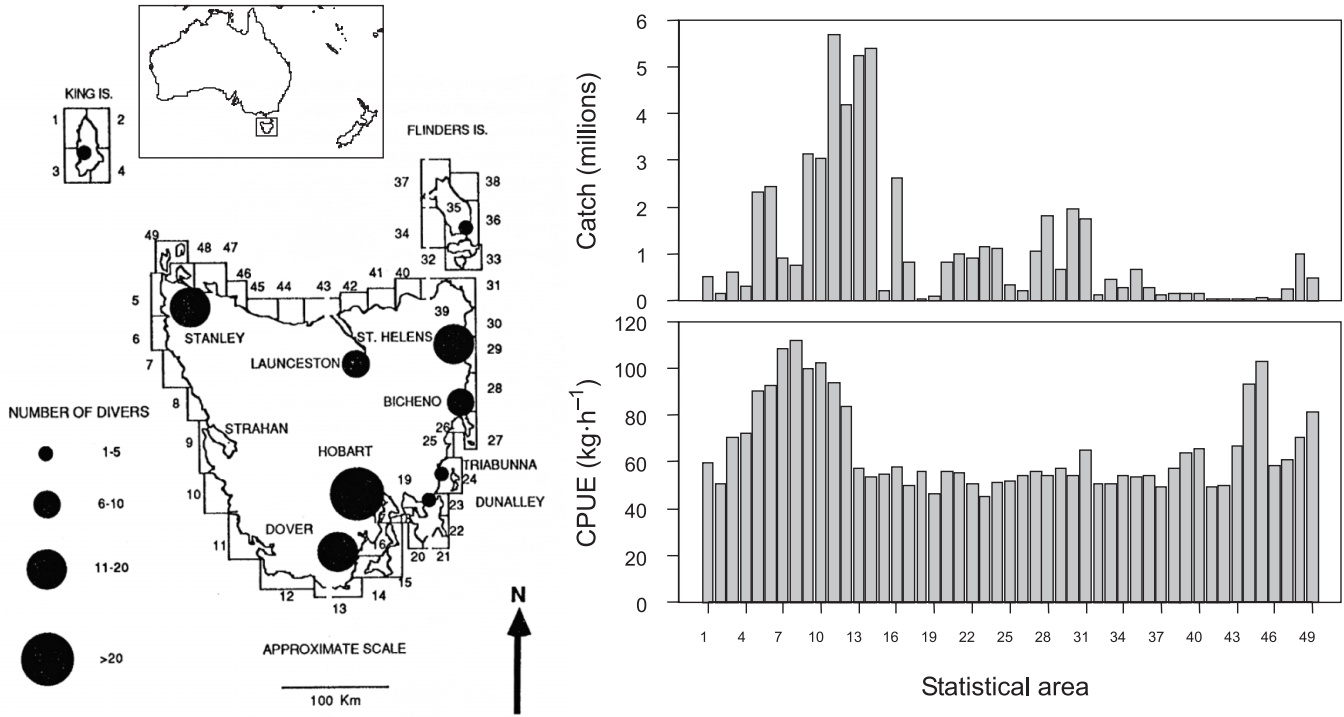 KING IS.
1 2
3 4
FLINDERS IS.
37 38
35 36
34
32 33
49 48 47
46 45 44 43 42 41 40 31
5
39
6 STANLEY ST. HELENS 30
29
LAUNCESTON
7
28
8 BICHENO
NUMBER OF DIVERS
STRAHAN 26
9 25 27
1-5
HOBART
TRIABUNNA
24
6-10
10 19
DUNALLEY
23
DOVER 17
22
11 16 20 21
11-20
15
12 13 14
N
>20
APPROXIMATE SCALE
100 Km
Catch (millions)
6
5
4
3
2
1
0
CPUE (kg·h⁻¹)
120
100
80
60
40
20
0
1 4 7 10 13 16 19 22 25 28 31 34 37 40 43 46 49
Statistical area